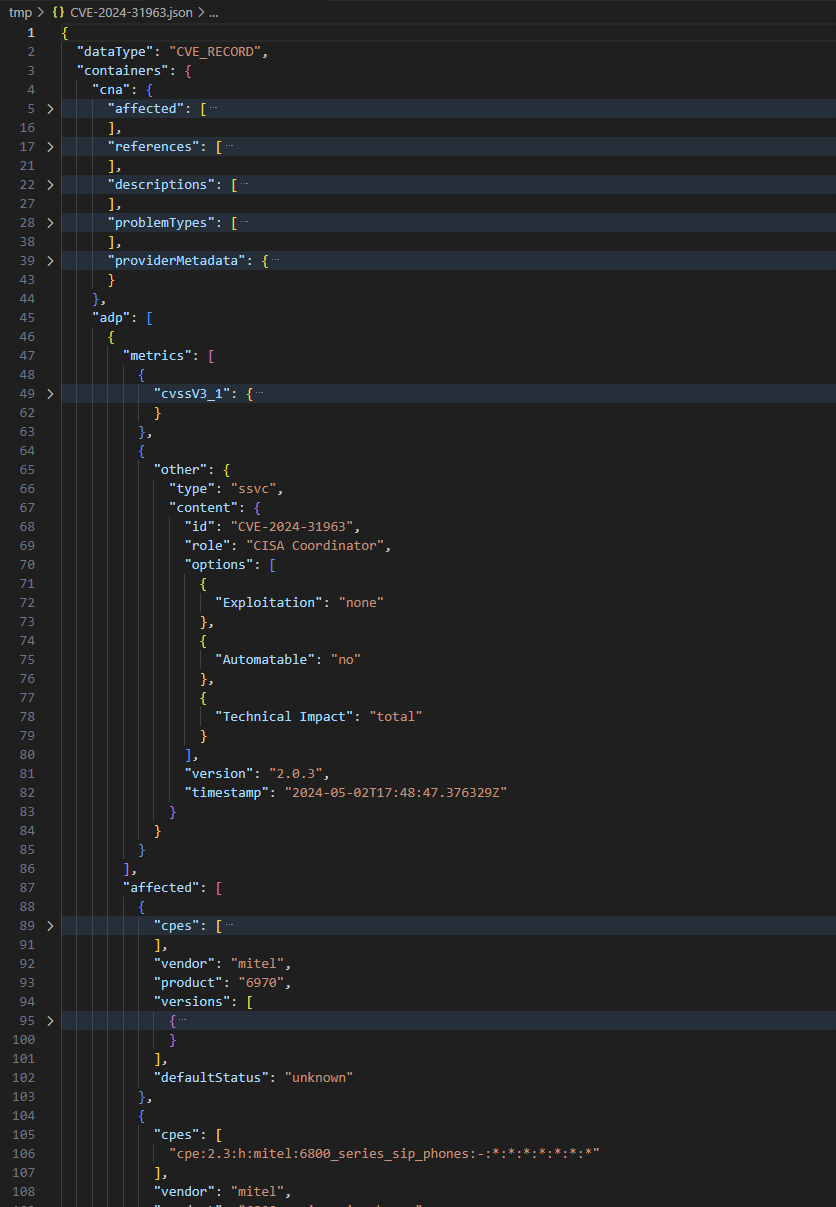 tmp > {} CVE-2024-31963.json > ...
1 {
2 "dataType": "CVE_RECORD",
3 "containers": {
4 "cna": {
5 > "affected": [ ...
16 ],
17 > "references": [ ...
21 ],
22 > "descriptions": [ ...
27 ],
28 > "problemTypes": [ ...
38 ],
39 > "providerMetadata": { ...
43 }
44 },
45 "adp": [
46 {
47 "metrics": [
48 {
49 > "cvssV3_1": { ...
62 }
63 },
64 {
65 "other": {
66 "type": "ssvc",
67 "content": {
68 "id": "CVE-2024-31963",
69 "role": "CISA Coordinator",
70 "options": [
71 {
72 "Exploitation": "none"
73 },
74 {
75 "Automatable": "no"
76 },
77 {
78 "Technical Impact": "total"
79 }
80 ],
81 "version": "2.0.3",
82 "timestamp": "2024-05-02T17:48:47.376329Z"
83 }
84 }
85 }
86 ],
87 "affected": [
88 {
89 > "cpes": [ ...
91 ],
92 "vendor": "mitel",
93 "product": "6970",
94 "versions": [
95 > { ...
100 }
101 ],
102 "defaultStatus": "unknown"
103 },
104 {
105 "cpes": [
106 "cpe:2.3:h:mitel:6800_series_sip_phones:-:*:*:*:*:*:*:*"
107 ],
108 "vendor": "mitel",